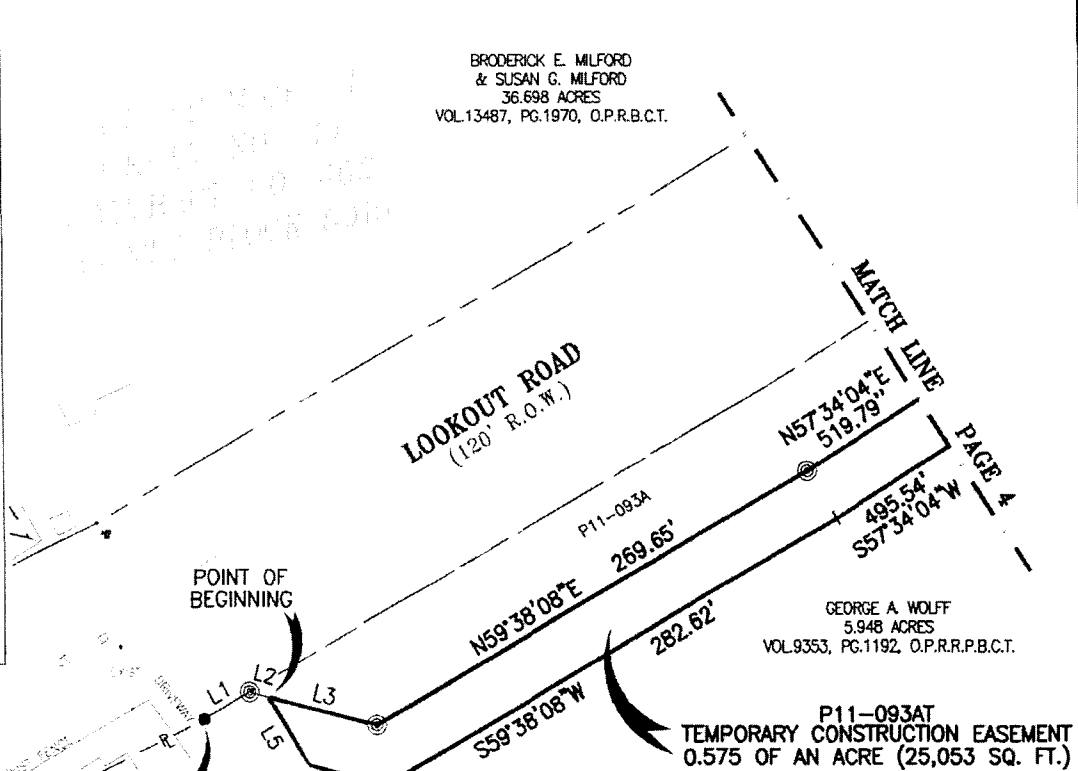 BRODERICK E. MILFORD
& SUSAN G. MILFORD
36.698 ACRES
VOL.13487, PG.1970, O.P.R.B.C.T.
MATCH LINE
PAGE 4
LOOKOUT ROAD
(120' R.O.W.)
N57°34'04"E
519.79'
P11-093A
495.54'
S57°34'04"W
269.65'
N59°38'08"E
POINT OF
BEGINNING
282.62'
S59°38'08"W
GEORGE A. WOLFF
5.948 ACRES
VOL.9353, PG.1192, O.P.R.R.P.B.C.T.
L1
L2
L3
L5
DRIVEWAY
P11-093AT
TEMPORARY CONSTRUCTION EASEMENT
0.575 OF AN ACRE (25,053 SQ. FT.)